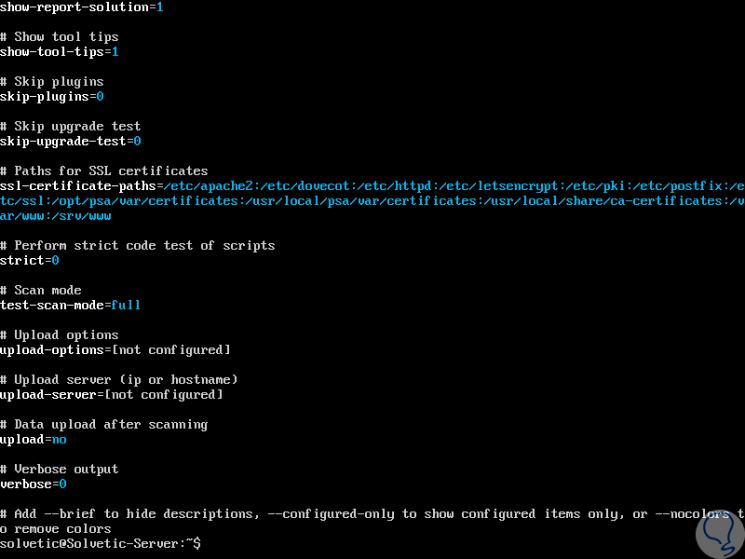 show-report-solution=1
# Show tool tips
show-tool-tips=1
# Skip plugins
skip-plugins=0
# Skip upgrade test
skip-upgrade-test=0
# Paths for SSL certificates
ssl-certificate-paths=/etc/apache2:/etc/dovecot:/etc/httpd:/etc/letsencrypt:/etc/pki:/etc/postfix:/e
tc/ssl:/opt/psa/var/certificates:/usr/local/psa/var/certificates:/usr/local/share/ca-certificates:/v
ar/www:/srv/www
# Perform strict code test of scripts
strict=0
# Scan mode
test-scan-mode=full
# Upload options
upload-options=[not configured]
# Upload server (ip or hostname)
upload-server=[not configured]
# Data upload after scanning
upload=no
# Verbose output
verbose=0
# Add --brief to hide descriptions, --configured-only to show configured items only, or --nocolors t
o remove colors
solvetic@Solvetic-Server:~$